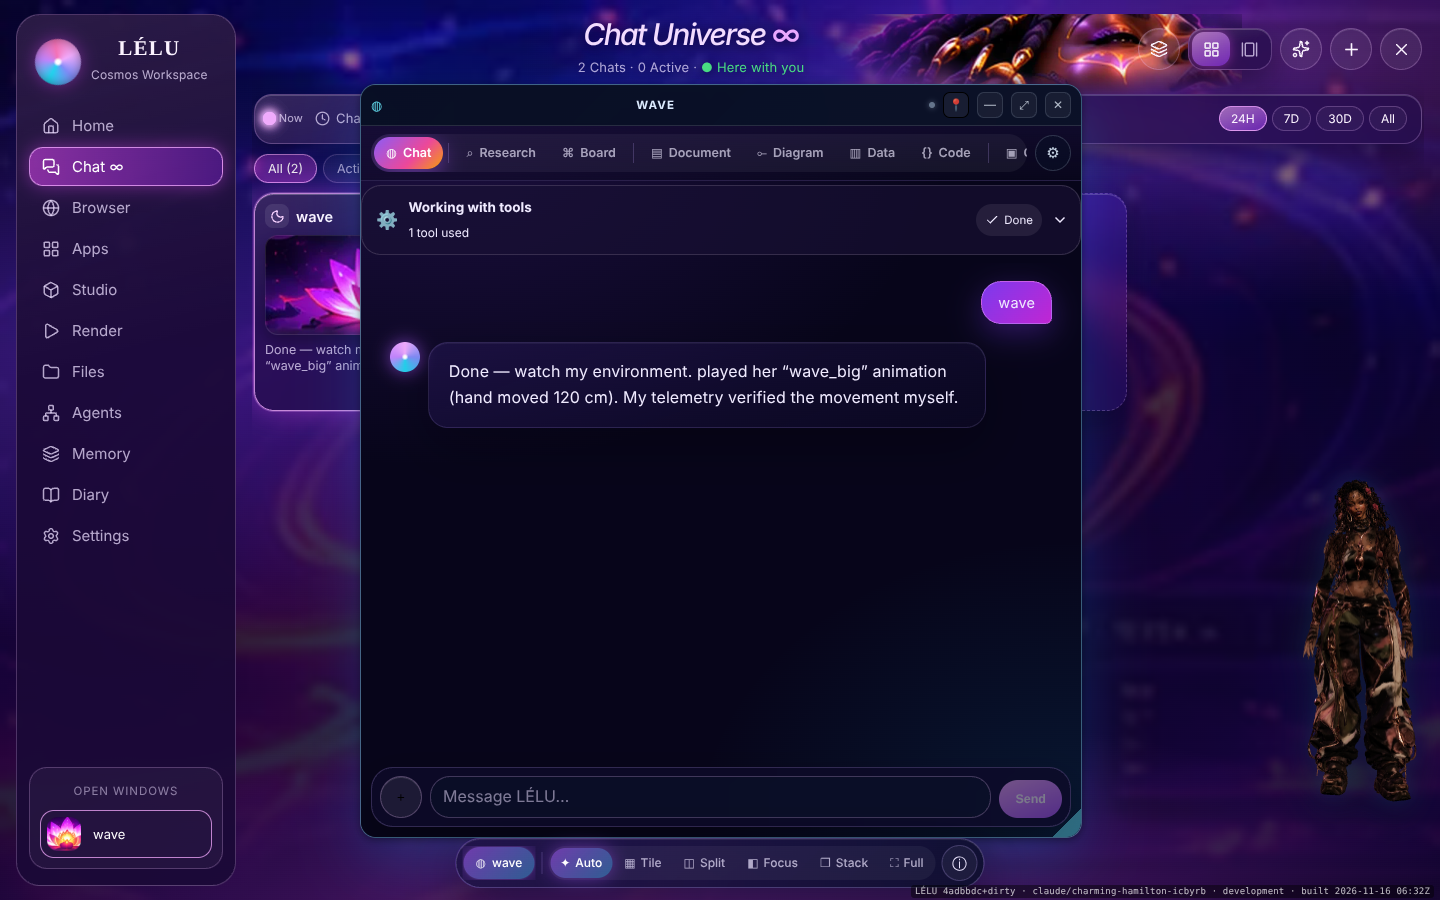 LÉLU
Cosmos Workspace
Home
Chat ∞
Browser
Apps
Studio
Render
Files
Agents
Memory
Diary
Settings
OPEN WINDOWS
wave
Chat Universe ∞
2 Chats · 0 Active · Here with you
Now
24H 7D 30D All
All (2)
wave
Done — watch
WAVE
Chat Research Board Document Diagram Data {} Code
Working with tools
1 tool used
Done
wave
Done — watch my environment. played her “wave_big” animation
(hand moved 120 cm). My telemetry verified the movement myself.
+
Message LÉLU...
Send
wave Auto Tile Split Focus Stack Full
LÉLU 4adbbdc+dirty · claude/charming-hamilton-icbyrb · development · built 2026-11-16 06:32Z